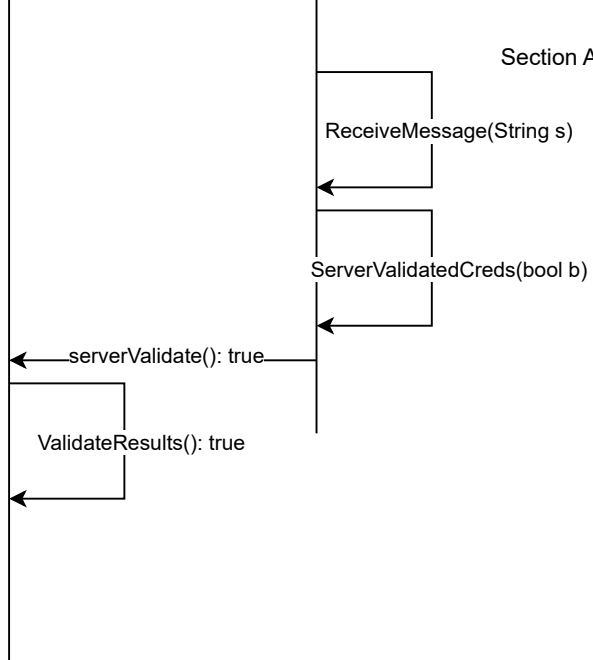 Section A
ReceiveMessage(String s)
ServerValidatedCreds(bool b)
serverValidate(): true
ValidateResults(): true